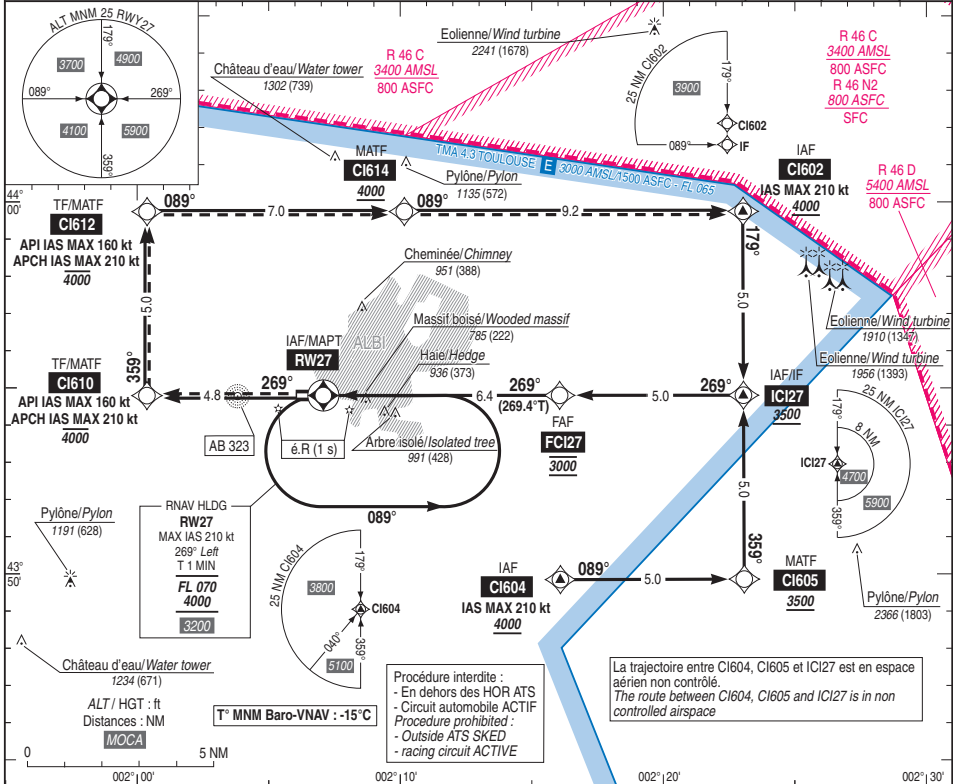 ALT MNM 25 RWY27
179°
3700
4900
089°
269°
4100
5900
359°
Eolienne/Wind turbine
2241 (1678)
Château d'eau/Water tower
1302 (739)
R 46 C
3400 AMSL
800 ASFC
R 46 C
3400 AMSL
800 ASFC
R 46 N2
800 ASFC
SFC
25 NM CI602
179°
3900
CI602
089°
IF
TMA 4.3 TOULOUSE E 3000 AMSL/1500 ASFC - FL 065
MATF
CI614
4000
Pylône/Pylon
1135 (572)
IAF
CI602
IAS MAX 210 kt
4000
R 46 D
5400 AMSL
800 ASFC
44°
00'
TF/MATF
CI612
API IAS MAX 160 kt
APCH IAS MAX 210 kt
4000
089°
7.0
089°
9.2
179°
5.0
5.0
359°
Cheminée/Chimney
951 (388)
Massif boisé/Wooded massif
785 (222)
ALBI
Haie/Hedge
936 (373)
Eolienne/Wind turbine
1910 (1347)
Eolienne/Wind turbine
1956 (1393)
IAF/MAPT
RW27
TF/MATF
CI610
API IAS MAX 160 kt
APCH IAS MAX 210 kt
4000
4.8
269°
6.4
269°
(269.4°T)
5.0
269°
IAF/IF
ICI27
3500
FAF
FCI27
3000
AB 323
é.R (1 s)
Arbre isolé/Isolated tree
991 (428)
089°
25 NM ICI27
179°
8 NM
ICI27
4700
5900
359°
RNAV HLDG
RW27
MAX IAS 210 kt
269° Left
T 1 MIN
FL 070
4000
3200
Pylône/Pylon
1191 (628)
43°
50'
25 NM CI604
179°
3800
CI604
040°
359°
5100
IAF
CI604
IAS MAX 210 kt
4000
089°
5.0
5.0
359°
MATF
CI605
3500
Pylône/Pylon
2366 (1803)
Château d'eau/Water tower
1234 (671)
ALT / HGT : ft
Distances : NM
MOCA
0
5 NM
T° MNM Baro-VNAV : -15°C
Procédure interdite :
- En dehors des HOR ATS
- Circuit automobile ACTIF
Procedure prohibited :
- Outside ATS SKED
- racing circuit ACTIVE
La trajectoire entre CI604, CI605 et ICI27 est en espace
aérien non contrôlé.
The route between CI604, CI605 and ICI27 is in non
controlled airspace
002° 00'
002° 10'
002° 20'
002° 30'